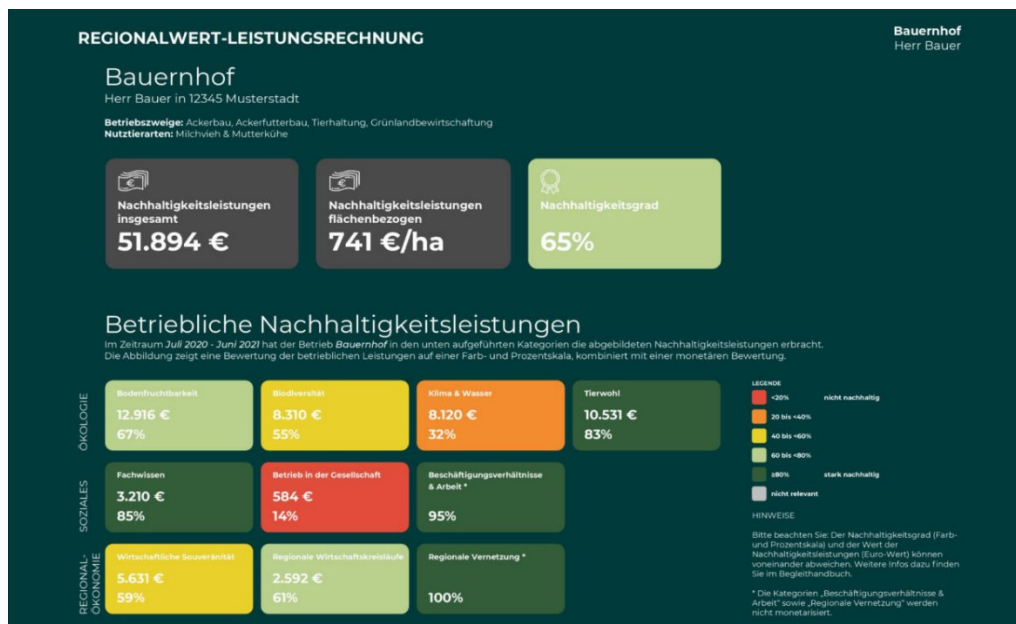 REGIONALWERT-LEISTUNGSRECHNUNG
Bauernhof
Herr Bauer
Bauernhof
Herr Bauer in 12345 Musterstadt
Betriebszweige: Ackerbau, Ackerfutterbau, Tierhaltung, Grünlandbewirtschaftung
Nutztierarten: Milchvieh & Mutterkühe
Nachhaltigkeitsleistungen
insgesamt
51.894 €
Nachhaltigkeitsleistungen
flächenbezogen
741 €/ha
Nachhaltigkeitsgrad
65%
Betriebliche Nachhaltigkeitsleistungen
Im Zeitraum Juli 2020 - Juni 2021 hat der Betrieb Bauernhof in den unten aufgeführten Kategorien die abgebildeten Nachhaltigkeitsleistungen erbracht.
Die Abbildung zeigt eine Bewertung der betrieblichen Leistungen auf einer Farb- und Prozentskala, kombiniert mit einer monetären Bewertung.
ÖKOLOGIE
Bodenfruchtbarkeit
12.916 €
67%
Biodiversität
8.310 €
55%
Klima & Wasser
8.120 €
32%
Tierwohl
10.531 €
83%
SOZIALES
Fachwissen
3.210 €
85%
Betrieb in der Gesellschaft
584 €
14%
Beschäftigungsverhältnisse
& Arbeit *
95%
REGIONAL-
ÖKONOMIE
Wirtschaftliche Souveränität
5.631 €
59%
Regionale Wirtschaftskreisläufe
2.592 €
61%
Regionale Vernetzung *
100%
LEGENDE
<20% nicht nachhaltig
20 bis <40%
40 bis <60%
60 bis <80%
≥80% stark nachhaltig
nicht relevant
HINWEISE
Bitte beachten Sie: Der Nachhaltigkeitsgrad (Farb-
und Prozentskala) und der Wert der
Nachhaltigkeitsleistungen (Euro-Wert) können
voneinander abweichen. Weitere Infos dazu finden
Sie im Begleithandbuch.
* Die Kategorien „Beschäftigungsverhältnisse &
Arbeit" sowie „Regionale Vernetzung" werden
nicht monetarisiert.